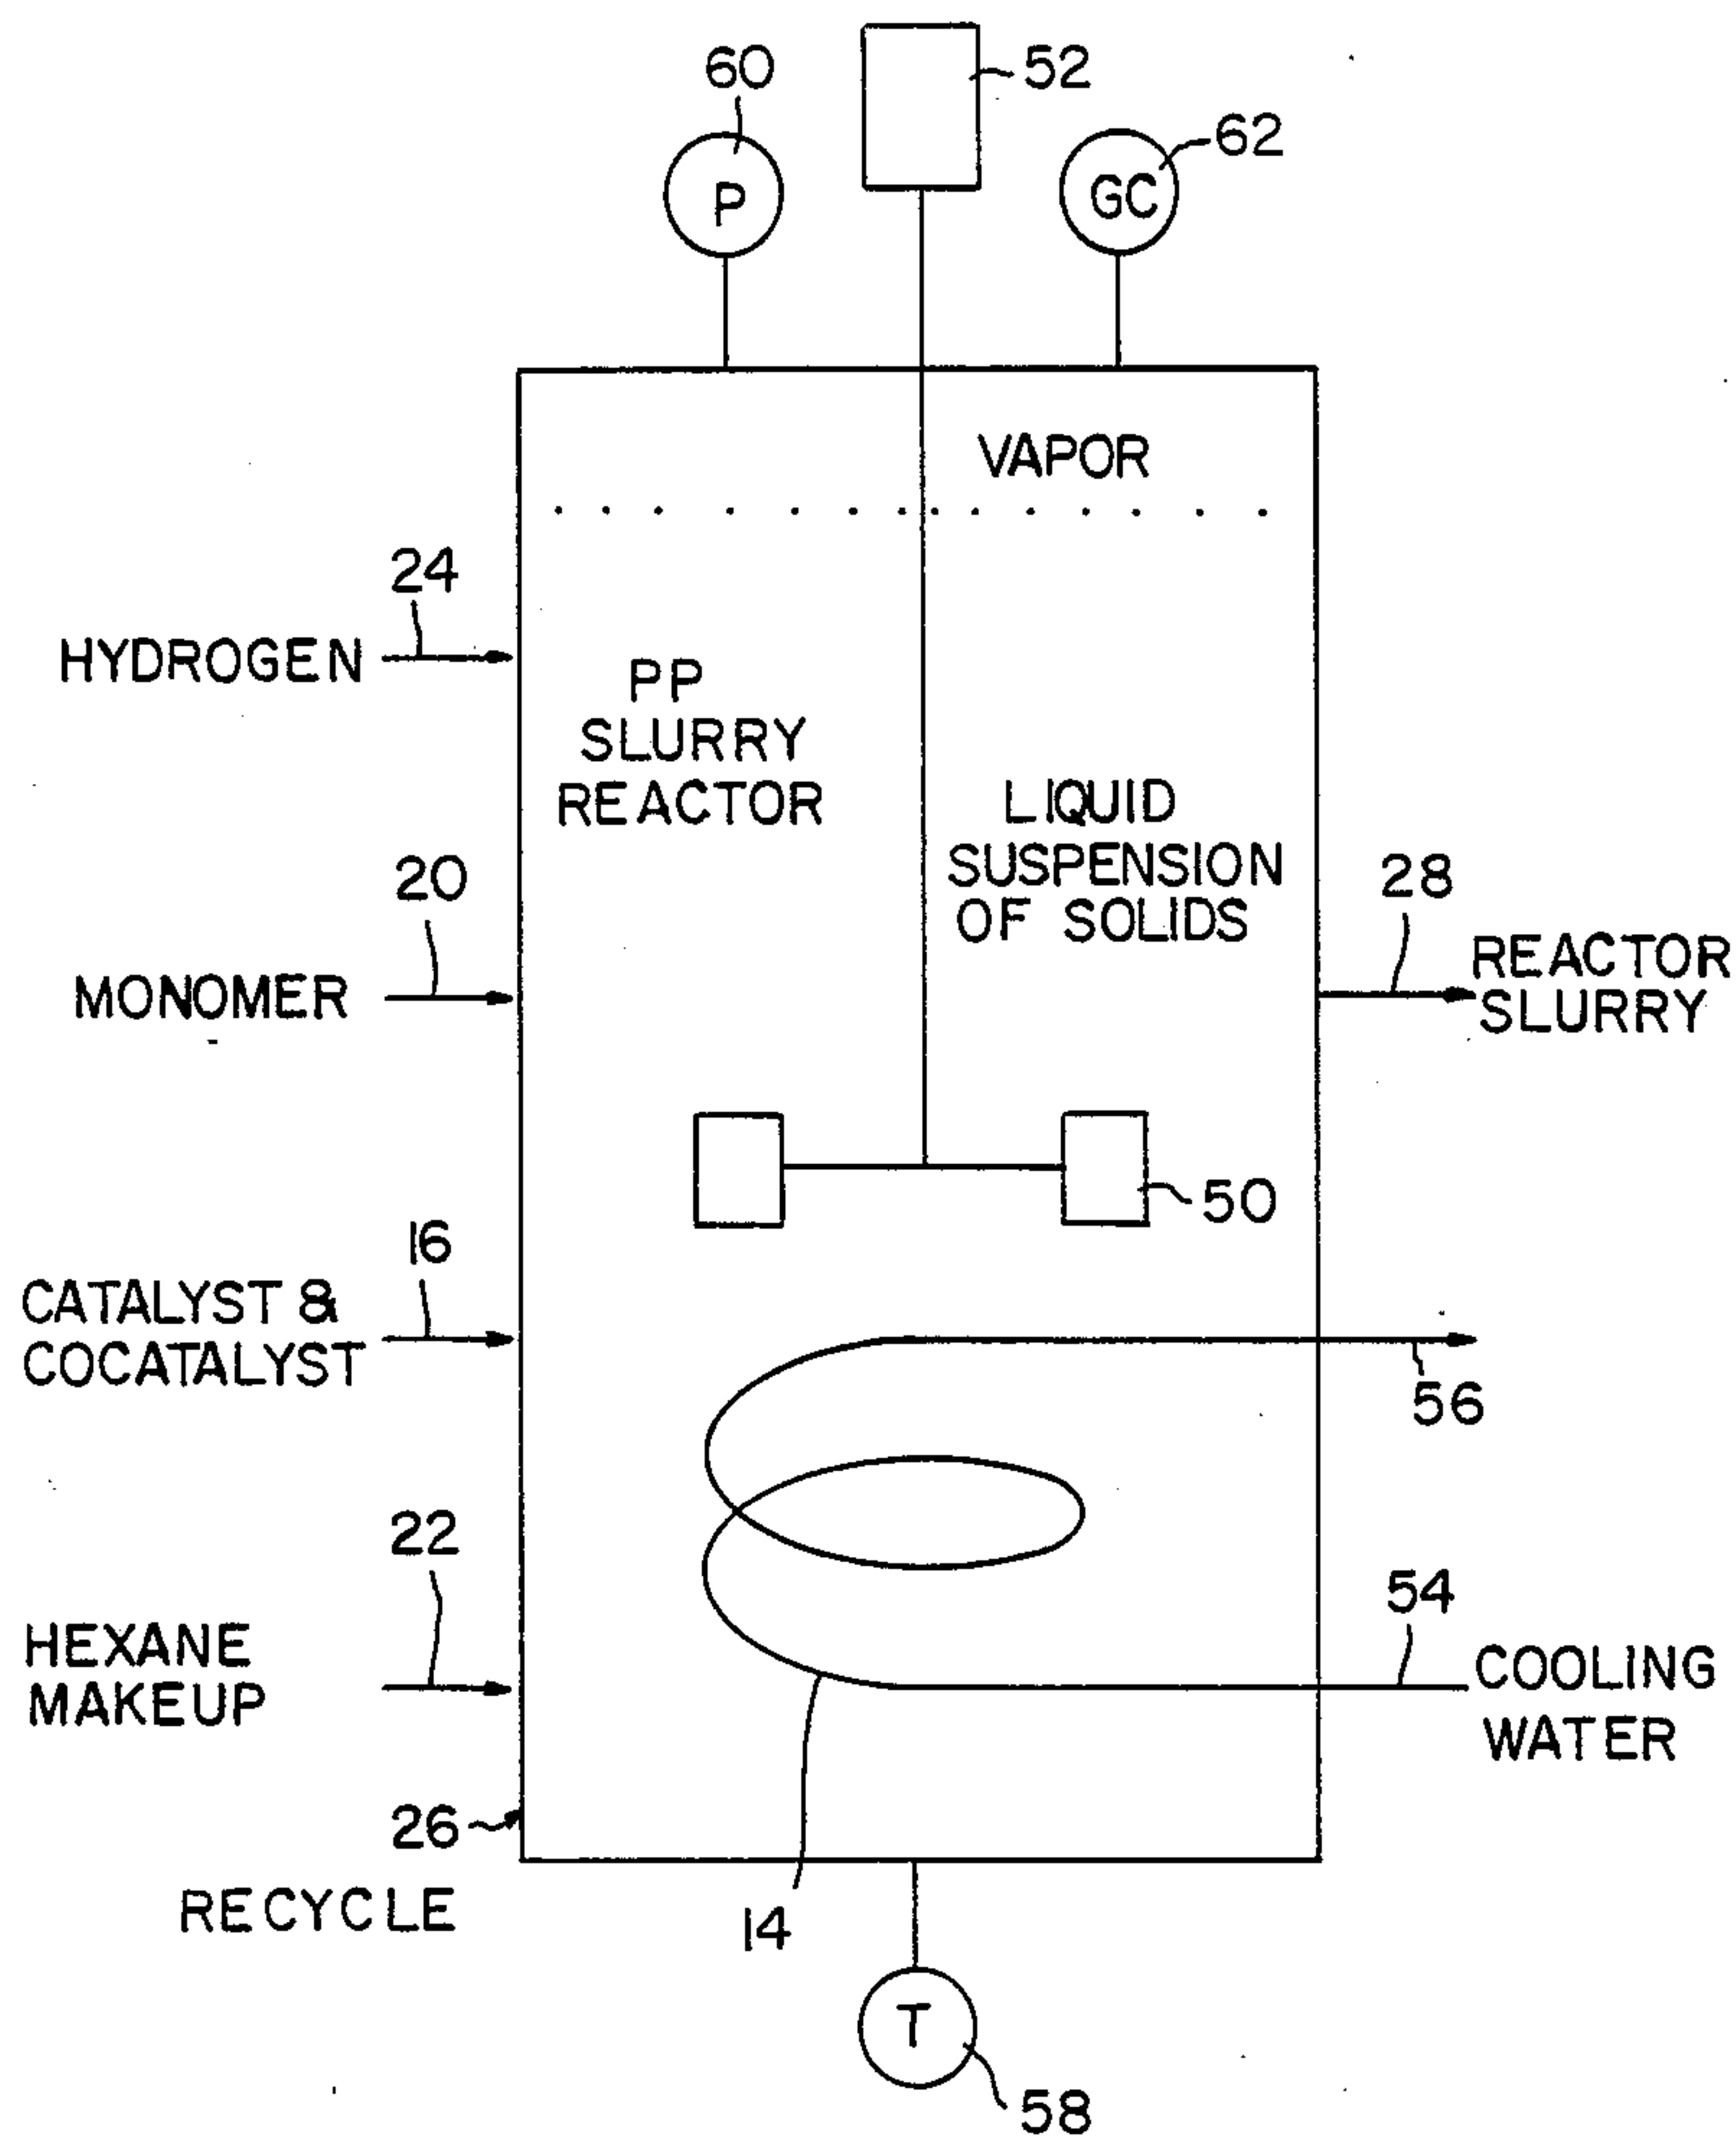 60
52
62
P
GC
VAPOR
24
HYDROGEN
PP
SLURRY
REACTOR
LIQUID
SUSPENSION
OF SOLIDS
20
MONOMER
28
REACTOR
SLURRY
50
16
CATALYST &
COCATALYST
56
22
HEXANE
MAKEUP
54
COOLING
WATER
26
RECYCLE
14
T
58